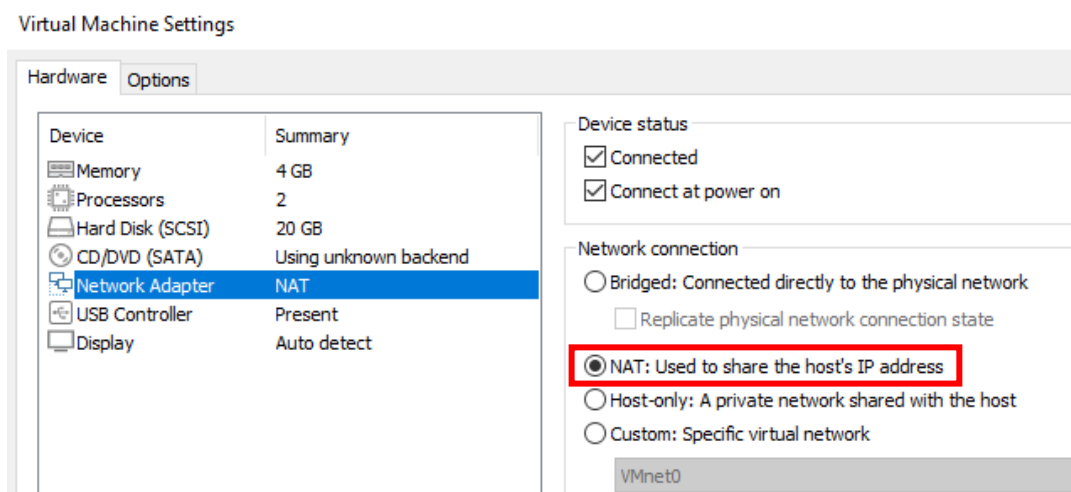 Virtual Machine Settings
Hardware Options
Device Summary
Memory 4 GB
Processors 2
Hard Disk (SCSI) 20 GB
CD/DVD (SATA) Using unknown backend
Network Adapter NAT
USB Controller Present
Display Auto detect
Device status
Connected
Connect at power on
Network connection
Bridged: Connected directly to the physical network
Replicate physical network connection state
NAT: Used to share the host's IP address
Host-only: A private network shared with the host
Custom: Specific virtual network
VMnet0